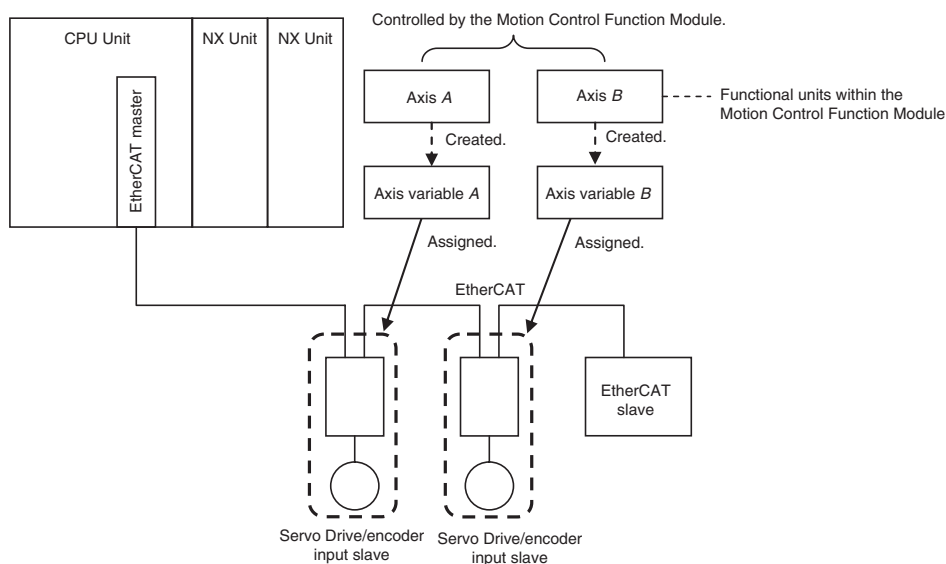 Controlled by the Motion Control Function Module.
CPU Unit
NX Unit
NX Unit
EtherCAT master
Axis A
Axis B
Functional units within the
Motion Control Function Module
Created.
Created.
Axis variable A
Axis variable B
Assigned.
Assigned.
EtherCAT
EtherCAT
slave
Servo Drive/encoder
input slave
Servo Drive/encoder
input slave